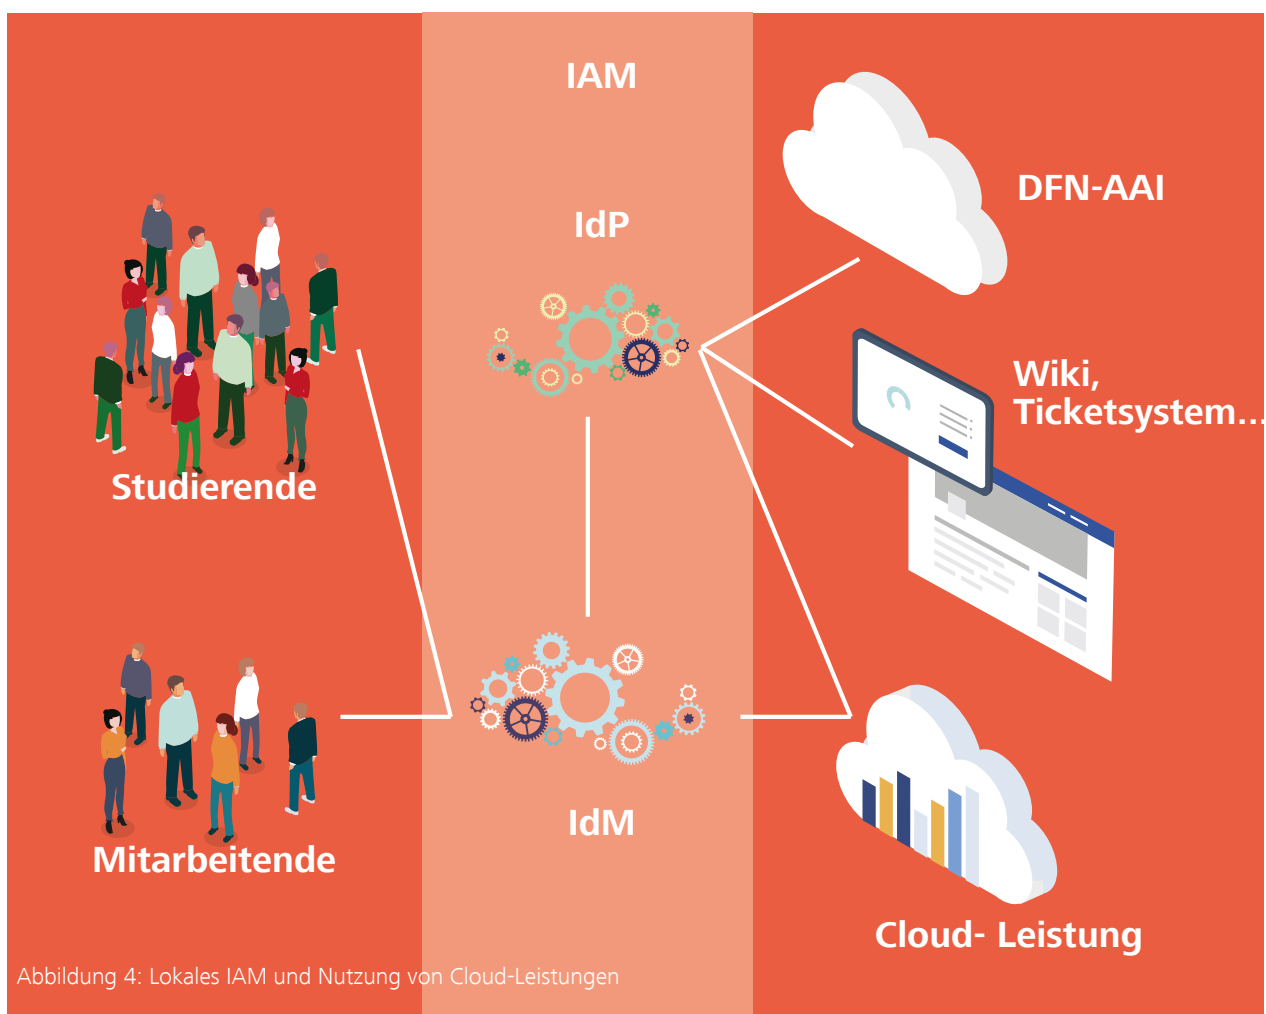 IAM
DFN-AAI
IdP
Wiki,
Ticketsystem...
Studierende
IdM
Mitarbeitende
Cloud- Leistung
Abbildung 4: Lokales IAM und Nutzung von Cloud-Leistungen